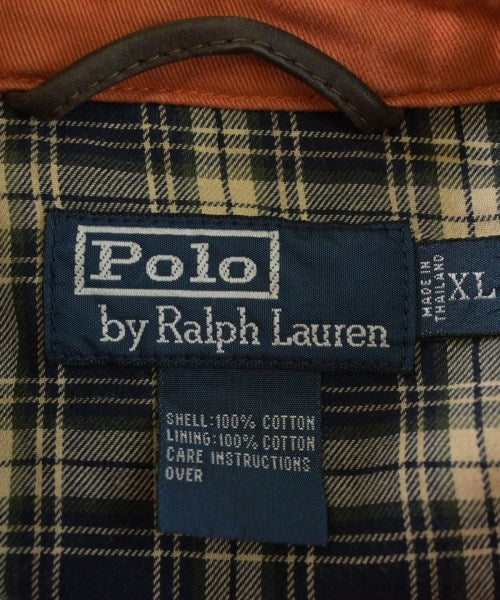 Polo
by Ralph Lauren
MADE IN
THAILAND
XL
SHELL:100% COTTON
LINING:100% COTTON
CARE INSTRUCTIONS
OVER